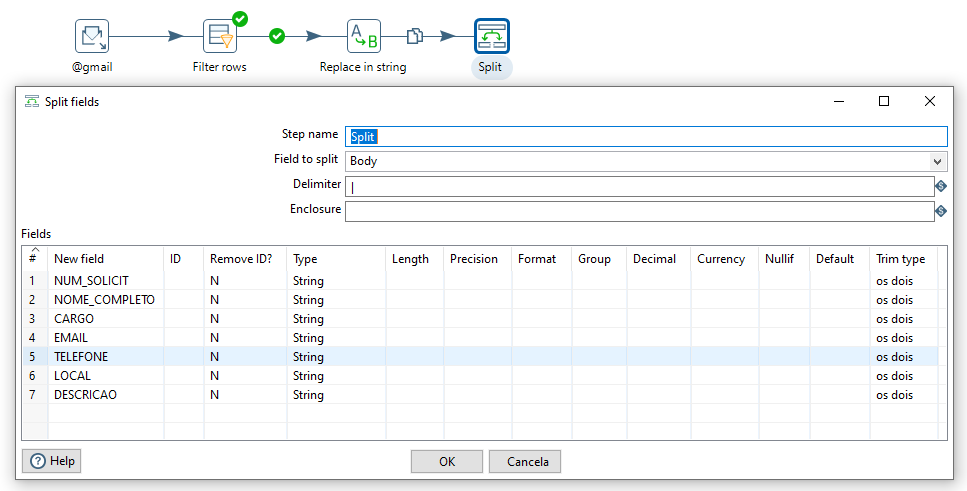 @gmail Filter rows Replace in string Split
Split fields
Step name Split
Field to split Body
Delimiter |
Enclosure
Fields
# New field ID Remove ID? Type Length Precision Format Group Decimal Currency Nullif Default Trim type
1 NUM_SOLICIT N String os dois
2 NOME_COMPLETO N String os dois
3 CARGO N String os dois
4 EMAIL N String os dois
5 TELEFONE N String os dois
6 LOCAL N String os dois
7 DESCRICAO N String os dois
Help OK Cancela